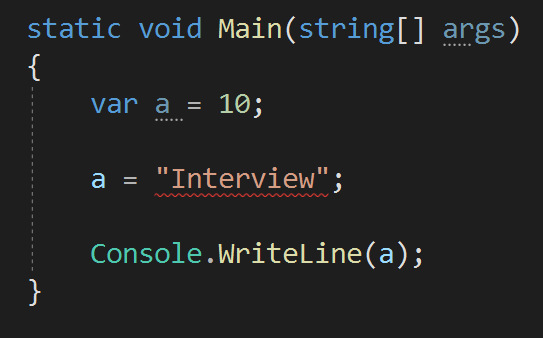 static void Main(string[] args)
{
var a = 10;
a = "Interview";
Console.WriteLine(a);
}